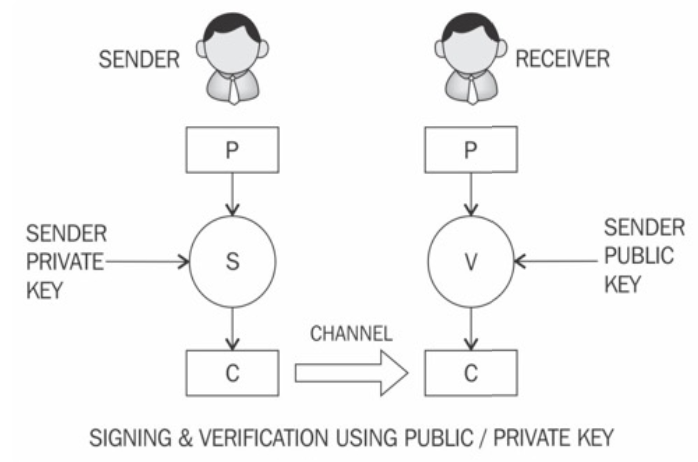 SENDER
RECEIVER
P
P
SENDER
PRIVATE
KEY
S
V
SENDER
PUBLIC
KEY
CHANNEL
C
C
SIGNING & VERIFICATION USING PUBLIC / PRIVATE KEY